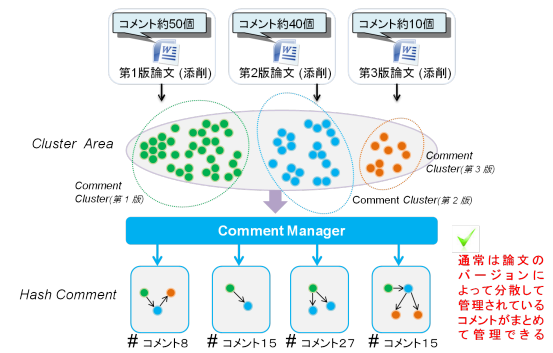 コメント約50個
コメント約40個
コメント約10個
第1版論文 (添削)
第2版論文 (添削)
第3版論文 (添削)
Cluster Area
Comment
Cluster(第1版)
Comment Cluster(第2版)
Comment
Cluster(第3版)
Comment Manager
通常は論文の
バージョンに
よって分散して
管理されている
コメントがまとめ
て管理できる
Hash Comment
# コメント8
# コメント15
# コメント27
# コメント15